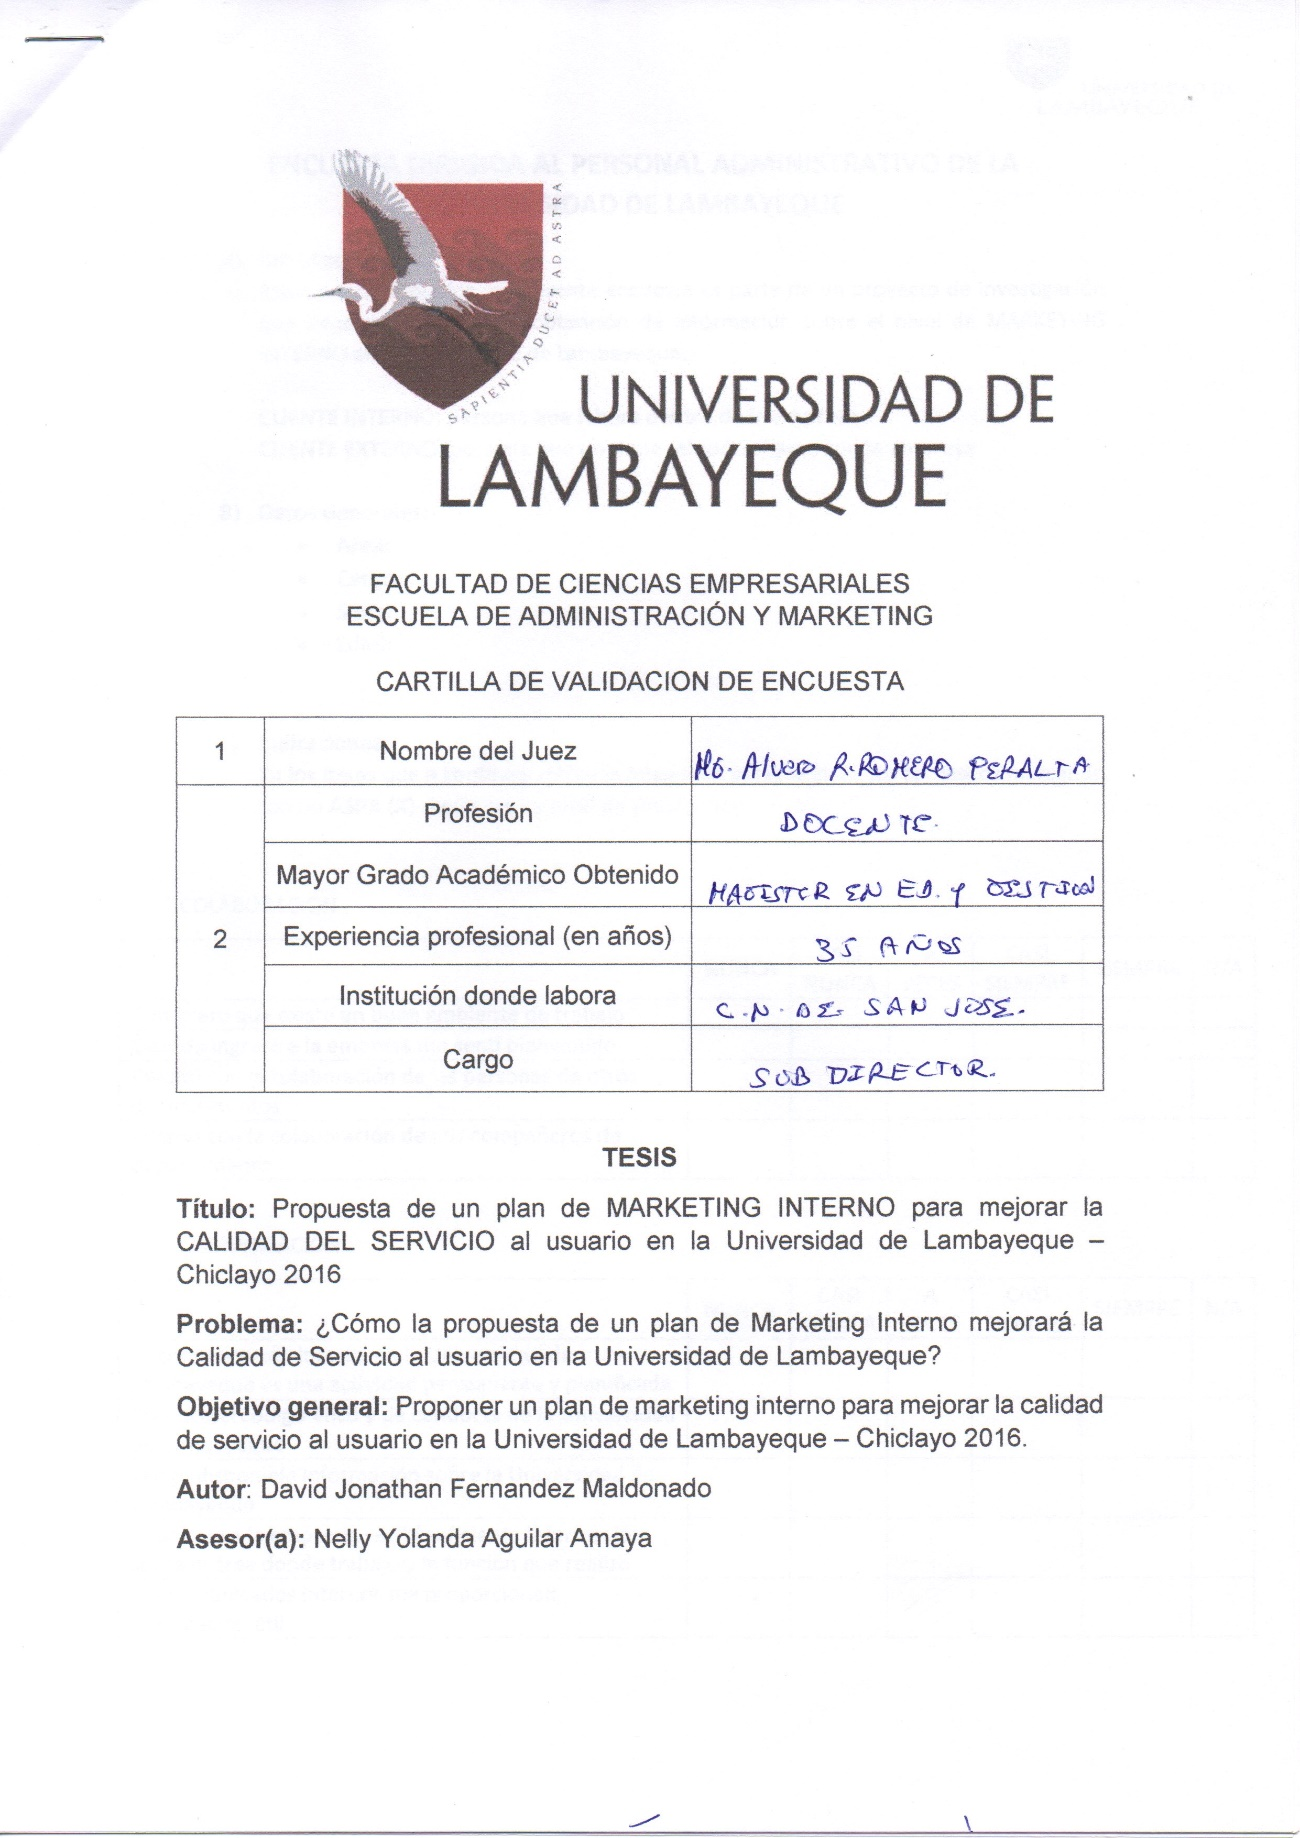 SAPIENTIA DUCET AD ASTRA
UNIVERSIDAD DE
LAMBAYEQUE
FACULTAD DE CIENCIAS EMPRESARIALES
ESCUELA DE ADMINISTRACIÓN Y MARKETING
CARTILLA DE VALIDACION DE ENCUESTA
1 Nombre del Juez MG. Alvaro R. ROMERO PERALTA
Profesión DOCENTE.
Mayor Grado Académico Obtenido MAGISTER EN ED. y GESTION
2 Experiencia profesional (en años) 35 AÑOS
Institución donde labora C.N. DE SAN JOSE.
Cargo SUB DIRECTOR.
TESIS
Título: Propuesta de un plan de MARKETING INTERNO para mejorar la
CALIDAD DEL SERVICIO al usuario en la Universidad de Lambayeque –
Chiclayo 2016
Problema: ¿Cómo la propuesta de un plan de Marketing Interno mejorará la
Calidad de Servicio al usuario en la Universidad de Lambayeque?
Objetivo general: Proponer un plan de marketing interno para mejorar la calidad
de servicio al usuario en la Universidad de Lambayeque – Chiclayo 2016.
Autor: David Jonathan Fernandez Maldonado
Asesor(a): Nelly Yolanda Aguilar Amaya